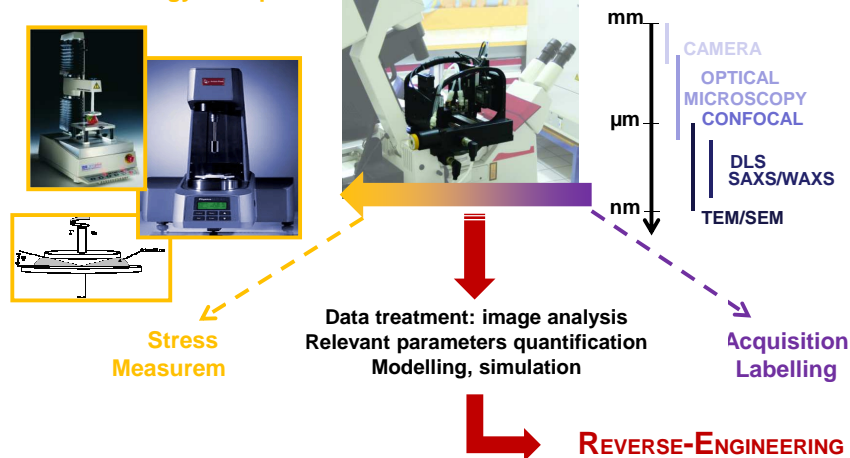 mm
CAMERA
OPTICAL
MICROSCOPY
CONFOCAL
µm
DLS
SAXS/WAXS
nm
TEM/SEM
Stress
Measurem
Data treatment: image analysis
Relevant parameters quantification
Modelling, simulation
Acquisition
Labelling
REVERSE-ENGINEERING